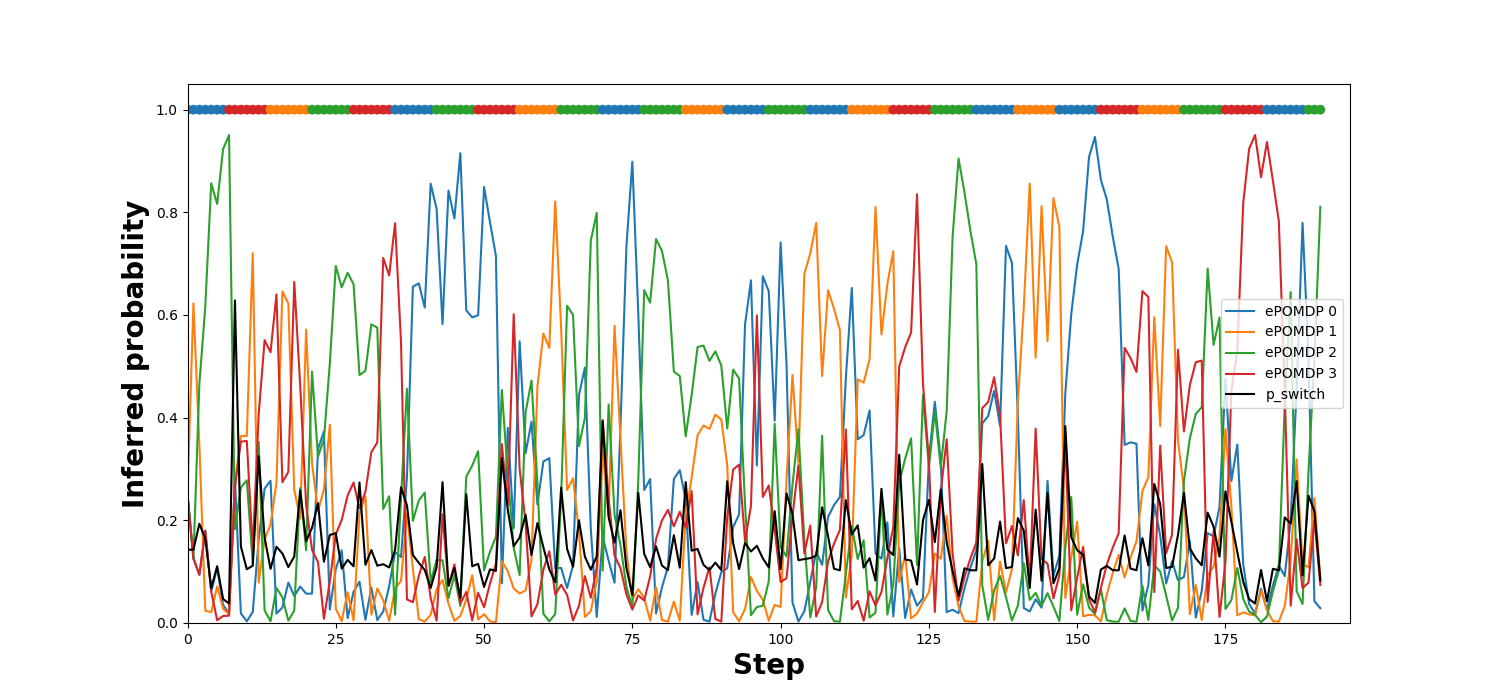 1.0
0.8
0.6
0.4
0.2
0.0
Inferred probability
0 25 50 75 100 125 150 175
Step
ePOMDP 0
ePOMDP 1
ePOMDP 2
ePOMDP 3
p_switch